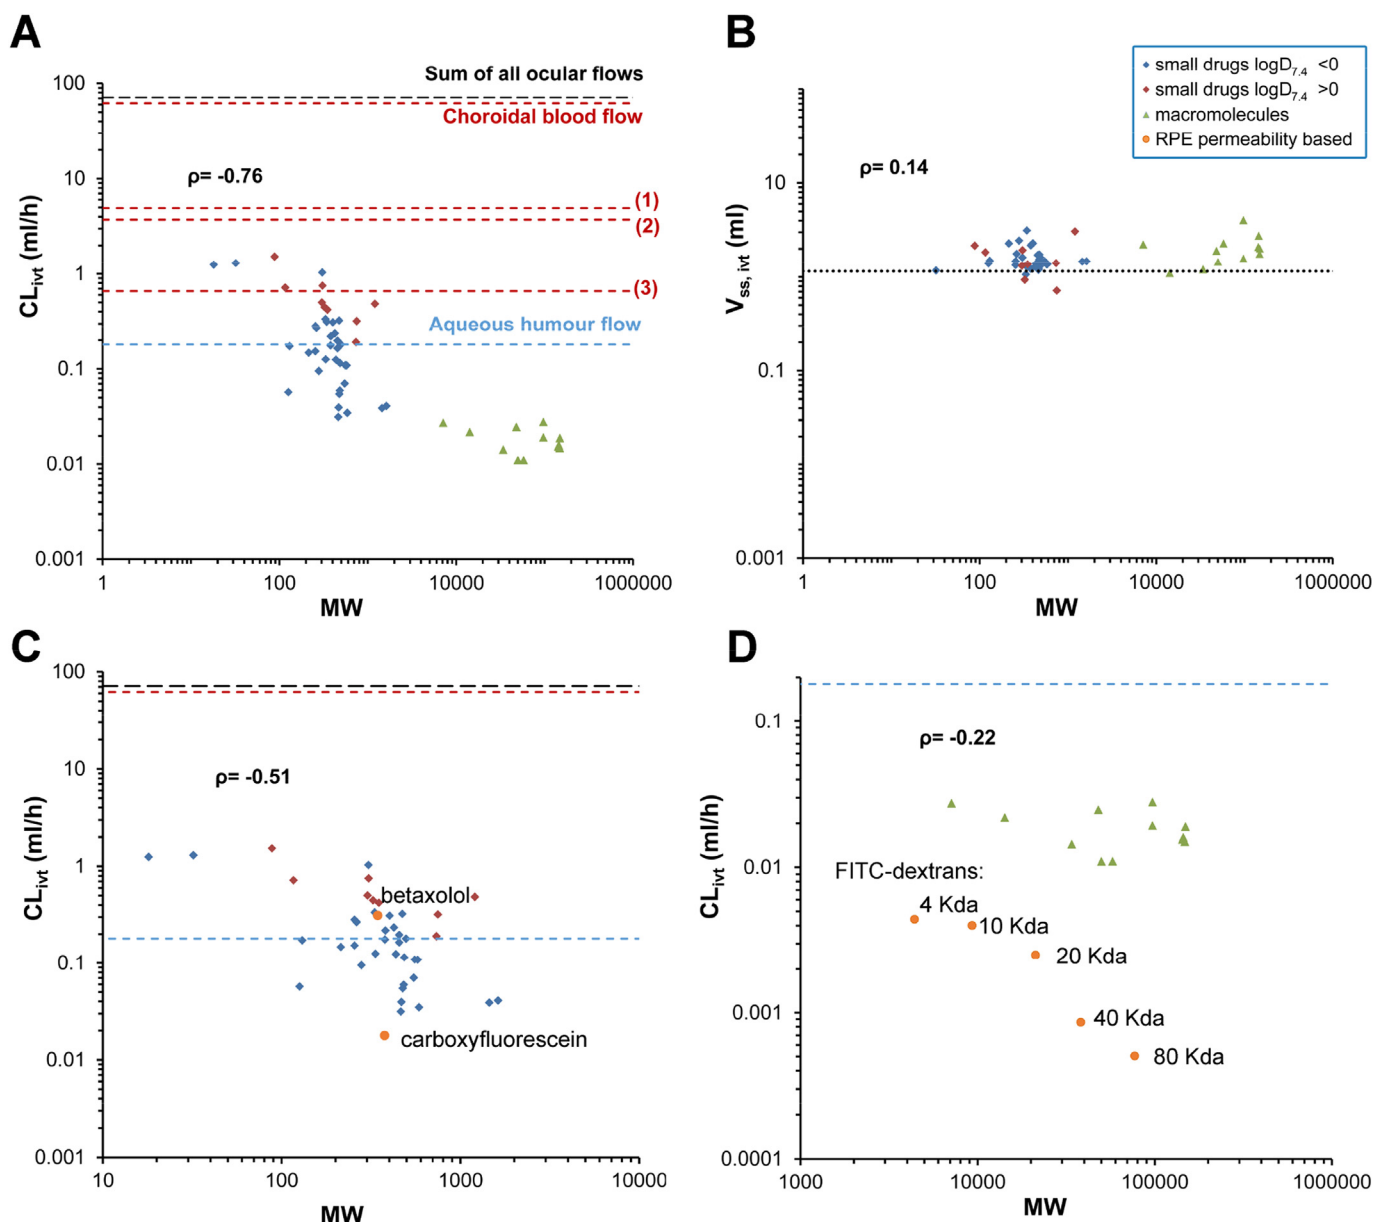 A
Sum of all ocular flows
Choroidal blood flow
ρ= -0.76
(1)
(2)
(3)
Aqueous humour flow
100
10
1
0.1
0.01
0.001
CLivt (ml/h)
1
100
10000
1000000
MW
B
small drugs logD7.4 <0
small drugs logD7.4 >0
macromolecules
RPE permeability based
ρ= 0.14
10
0.1
0.001
Vss, ivt (ml)
1
100
10000
1000000
MW
C
100
10
1
0.1
0.01
0.001
CLivt (ml/h)
ρ= -0.51
betaxolol
carboxyfluorescein
10
100
1000
10000
MW
D
0.1
0.01
0.001
0.0001
CLivt (ml/h)
ρ= -0.22
FITC-dextrans:
4 Kda
10 Kda
20 Kda
40 Kda
80 Kda
1000
10000
100000
1000000
MW